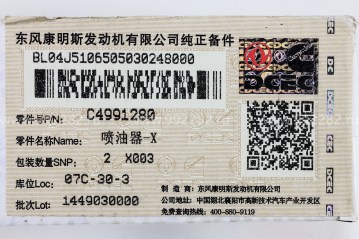 东风康明斯发动机有限公司纯正备件
BL04J5106505030248000
零件号P/N: C4991280
零件名称Name: 喷油器-X
包装数量SNP: 2 X003
库位Loc: 07C-30-3
批次Lot: 1449030000
制 造 商: 东风康明斯发动机有限公司
公司地址: 中国湖北襄阳市高新技术汽车产业开发区
免费查询热线: 400-880-9119